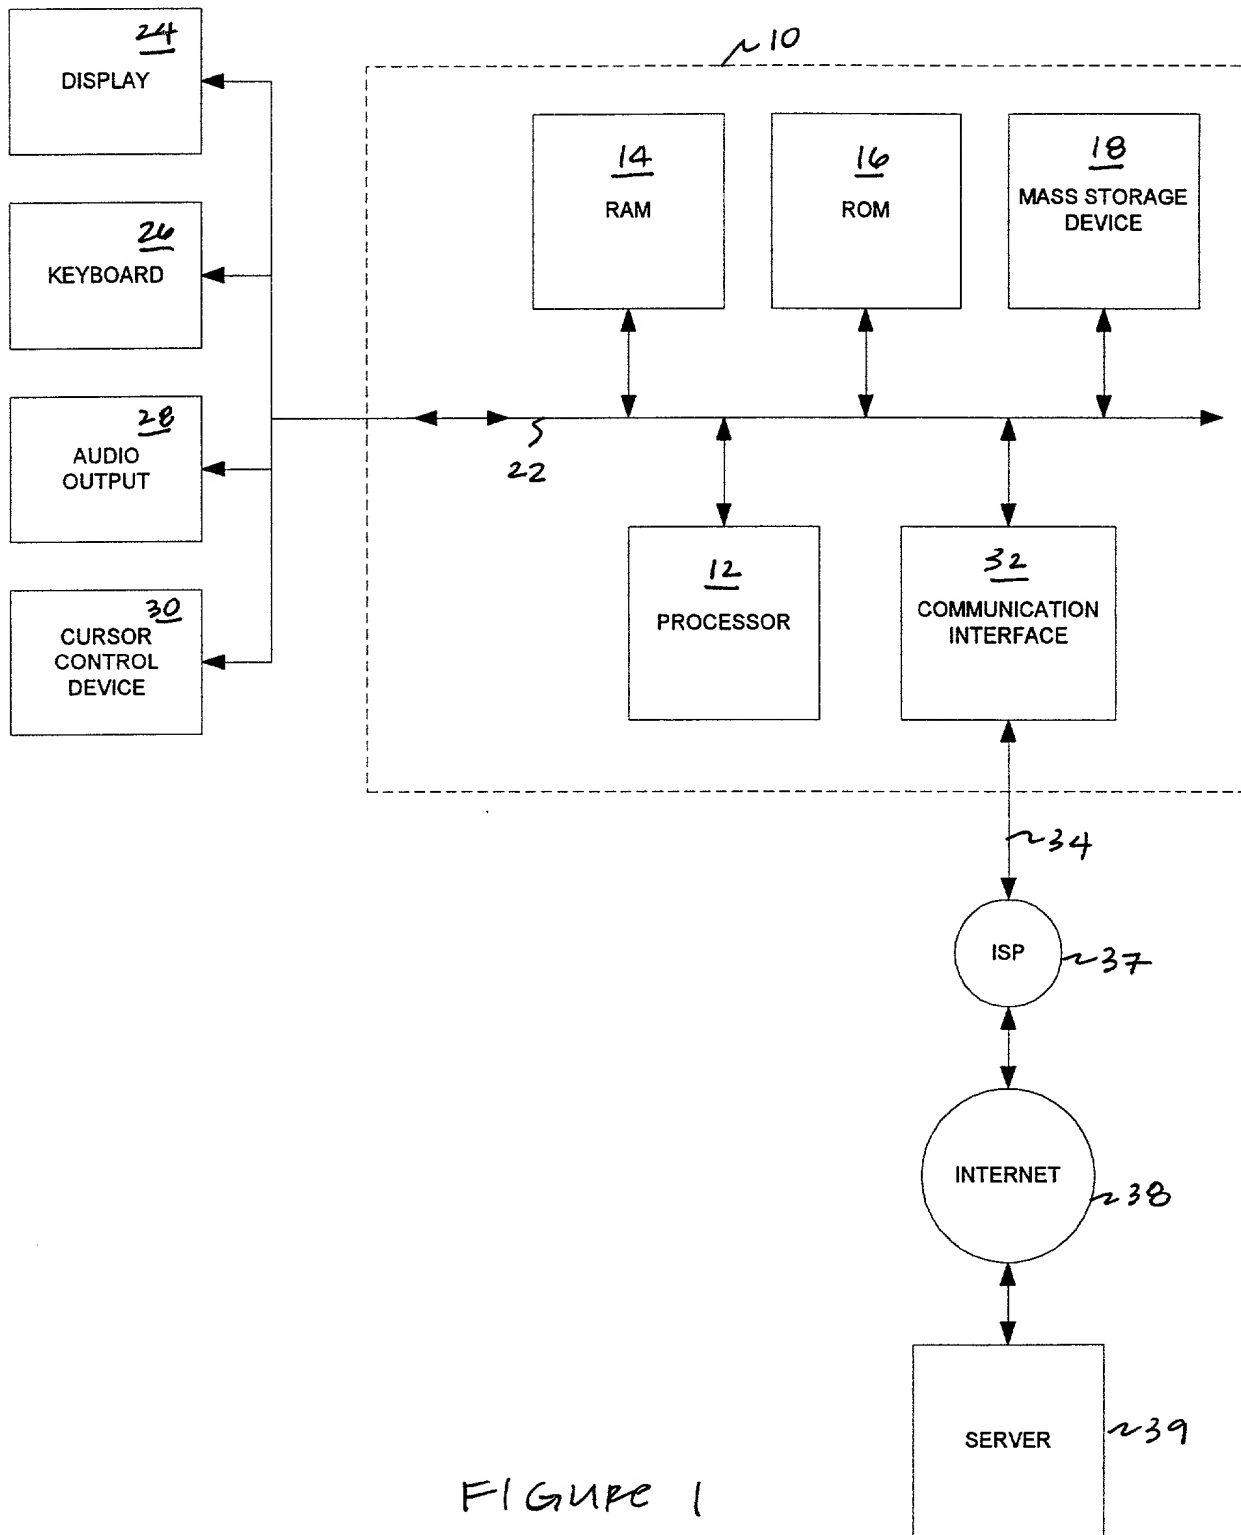 10
24
DISPLAY
14
RAM
16
ROM
18
MASS STORAGE
DEVICE
26
KEYBOARD
28
AUDIO
OUTPUT
22
30
CURSOR
CONTROL
DEVICE
12
PROCESSOR
32
COMMUNICATION
INTERFACE
34
ISP
37
INTERNET
38
SERVER
39
FIGURE 1